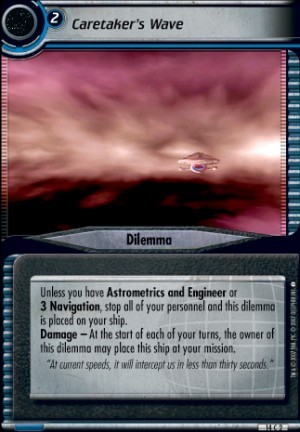 2
Caretaker's Wave
Dilemma
Unless you have Astrometrics and Engineer or
3 Navigation, stop all of your personnel and this dilemma
is placed on your ship.
Damage – At the start of each of your turns, the owner of
this dilemma may place this ship at your mission.
"At current speeds, it will intercept us in less than thirty seconds."
14 C 9